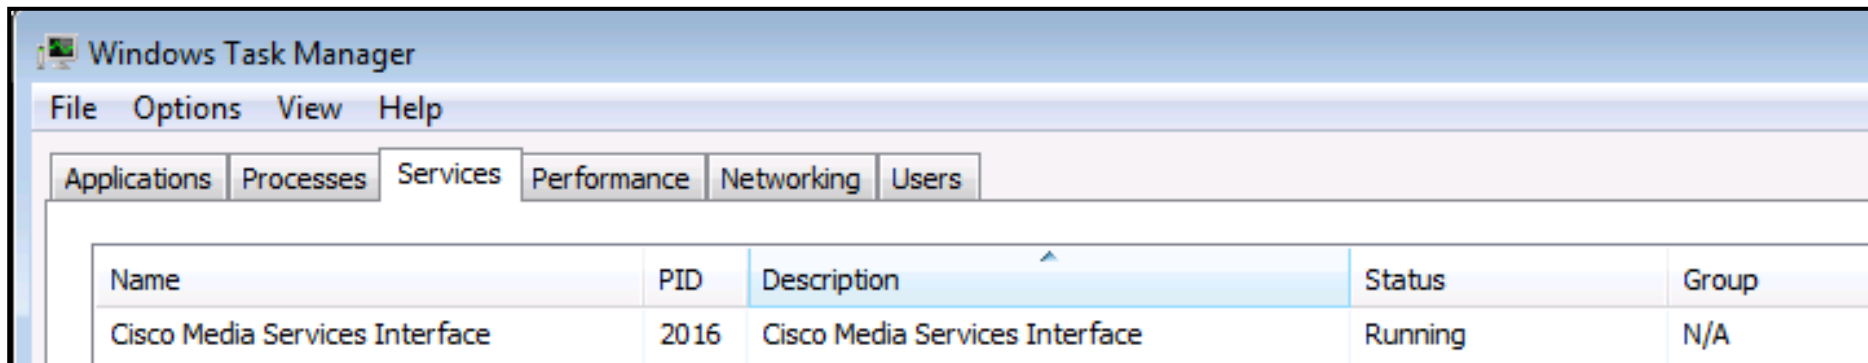 Windows Task Manager
File Options View Help
Applications Processes Services Performance Networking Users
Name PID Description Status Group
Cisco Media Services Interface 2016 Cisco Media Services Interface Running N/A